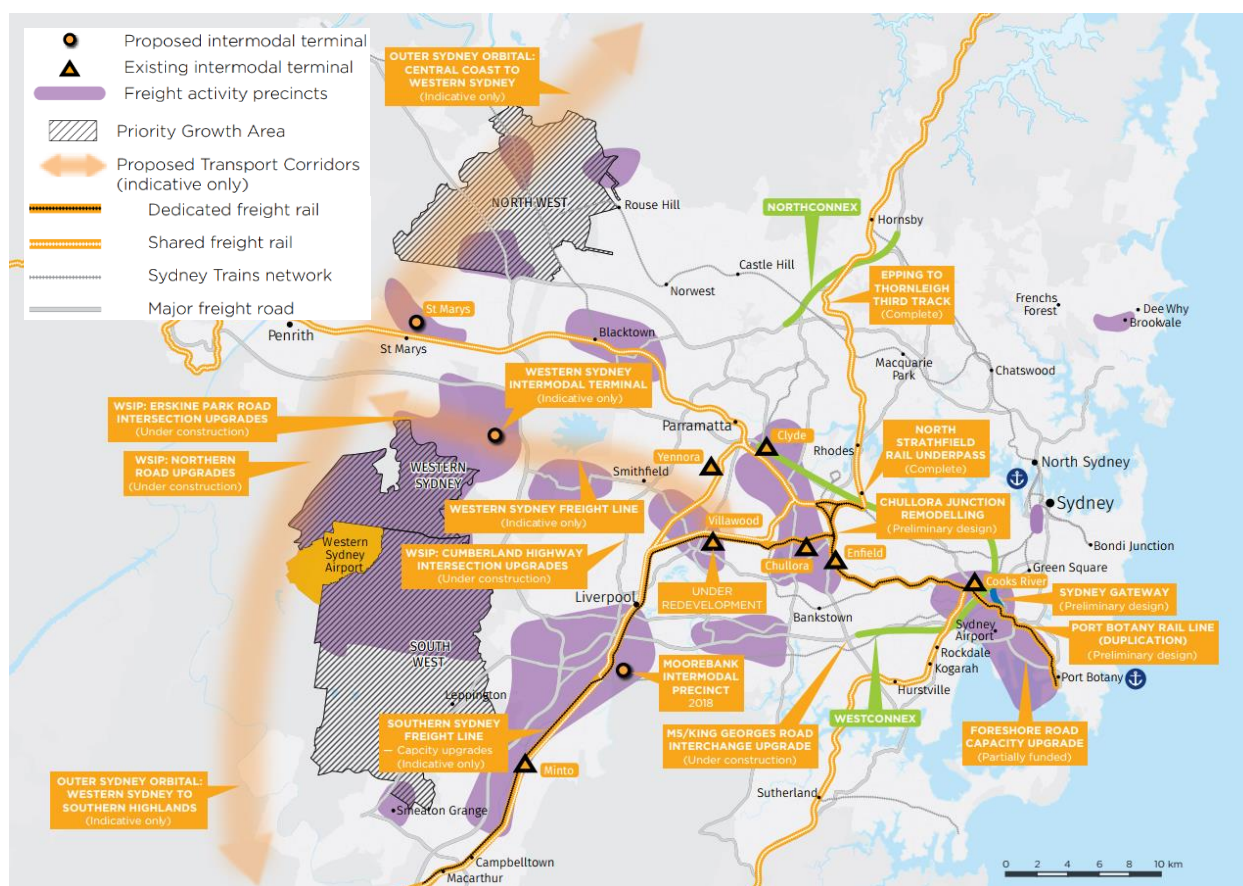 Proposed intermodal terminal
Existing intermodal terminal
Freight activity precincts
Priority Growth Area
Proposed Transport Corridors
(indicative only)
Dedicated freight rail
Shared freight rail
Sydney Trains network
Major freight road
OUTER SYDNEY ORBITAL:
CENTRAL COAST TO
WESTERN SYDNEY
(Indicative only)
NORTH WEST
Rouse Hill
NORTHCONNEX
Hornsby
Castle Hill
Norwest
EPPING TO
THORNLEIGH
THIRD TRACK
(Complete)
Frenchs
Forest
Dee Why
Brookvale
St Marys
Penrith
St Marys
Blacktown
Macquarie
Park
Chatswood
WESTERN SYDNEY
INTERMODAL TERMINAL
(Indicative only)
WSIP: ERSKINE PARK ROAD
INTERSECTION UPGRADES
(Under construction)
Parramatta
Clyde
Rhodes
NORTH
STRATHFIELD
RAIL UNDERPASS
(Complete)
WSIP: NORTHERN
ROAD UPGRADES
(Under construction)
WESTERN
SYDNEY
Smithfield
Yennora
North Sydney
Sydney
WESTERN SYDNEY FREIGHT LINE
(Indicative only)
Villawood
CHULLORA JUNCTION
REMODELLING
(Preliminary design)
Western
Sydney
Airport
WSIP: CUMBERLAND HIGHWAY
INTERSECTION UPGRADES
(Under construction)
Chullora
Enfield
Bondi Junction
Green Square
Cooks River
UNDER
REDEVELOPMENT
Liverpool
Bankstown
SYDNEY GATEWAY
(Preliminary design)
Sydney
Airport
PORT BOTANY RAIL LINE
(DUPLICATION)
(Preliminary design)
SOUTH
WEST
Leppington
MOOREBANK
INTERMODAL
PRECINCT
2018
Rockdale
Kogarah
Hurstville
Port Botany
SOUTHERN SYDNEY
FREIGHT LINE
— Capcity upgrades
(Indicative only)
M5/KING GEORGES ROAD
INTERCHANGE UPGRADE
(Under construction)
WESTCONNEX
FORESHORE ROAD
CAPACITY UPGRADE
(Partially funded)
Minto
OUTER SYDNEY ORBITAL:
WESTERN SYDNEY TO
SOUTHERN HIGHLANDS
(Indicative only)
Smeaton Grange
Sutherland
Campbelltown
Macarthur
0 2 4 6 8 10 km